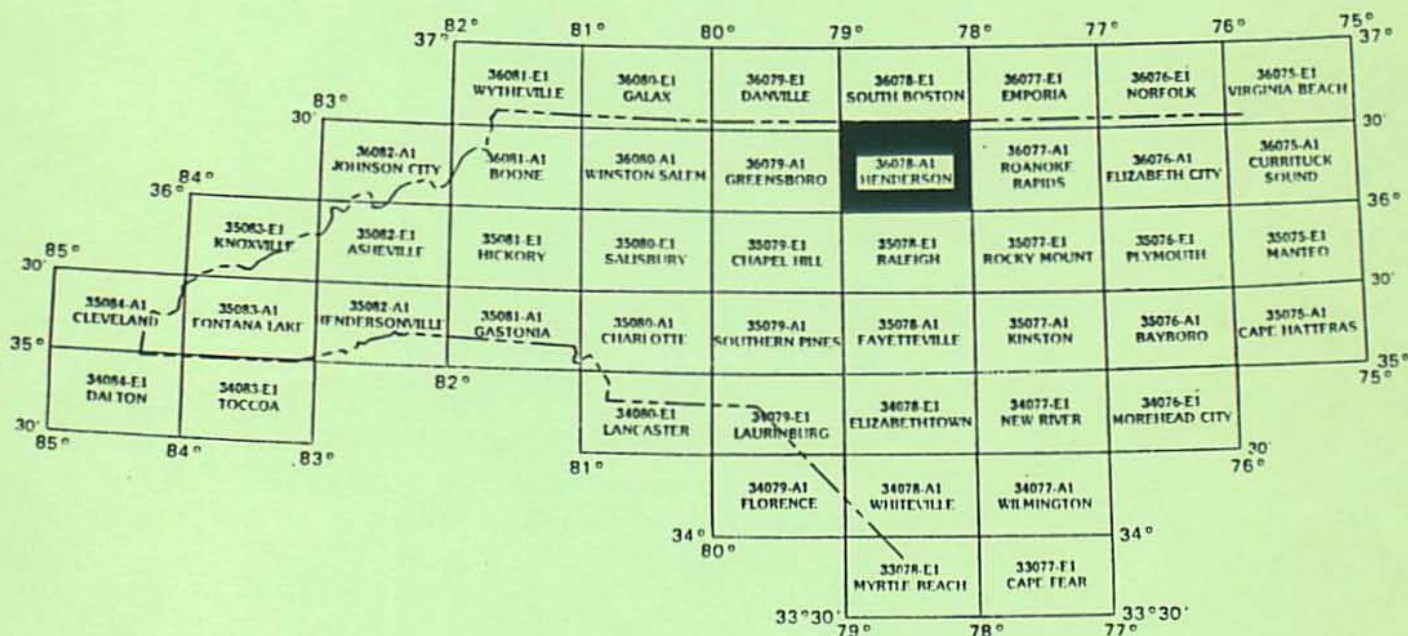 82° 81° 80° 79° 78° 77° 76° 75°
37° 37°
36081-E1 36080-E1 36079-E1 36078-E1 36077-E1 36076-E1 36075-E1
WYTHEVILLE GALAX DANVILLE SOUTH BOSTON EMPORIA NORFOLK VIRGINIA BEACH
83°
30' 30'
36082-A1 36081-A1 36080-A1 36079-A1 36078-A1 36077-A1 36076-A1 36075-A1
JOHNSON CITY BOONE WINSTON SALEM GREENSBORO HENDERSON ROANOKE RAPIDS ELIZABETH CITY CURRITUCK SOUND
84°
36° 36°
35083-E1 35082-E1 35081-E1 35080-E1 35079-E1 35078-E1 35077-E1 35076-E1 35075-E1
KNOXVILLE ASHEVILLE HICKORY SALISBURY CHAPEL HILL RALEIGH ROCKY MOUNT PLYMOUTH MANTEO
85°
30' 30'
35084-A1 35083-A1 35082-A1 35081-A1 35080-A1 35079-A1 35078-A1 35077-A1 35076-A1 35075-A1
CLEVELAND FONTANA LAKE HENDERSONVILLE GASTONIA CHARLOTTE SOUTHERN PINES FAYETTEVILLE KINSTON BAYBORO CAPE HATTERAS
35° 35°
82° 75°
34084-E1 34083-E1 34080-E1 34079-E1 34078-E1 34077-E1 34076-E1
DALTON TOCCOA LANCASTER LAURINBURG ELIZABETHTOWN NEW RIVER MOREHEAD CITY
30' 30'
85° 84° 83° 81° 76°
34079-A1 34078-A1 34077-A1
FLORENCE WHITEVILLE WILMINGTON
34° 34°
80°
33078-E1 33077-E1
MYRTLE BEACH CAPE FEAR
33°30' 33°30'
79° 78° 77°